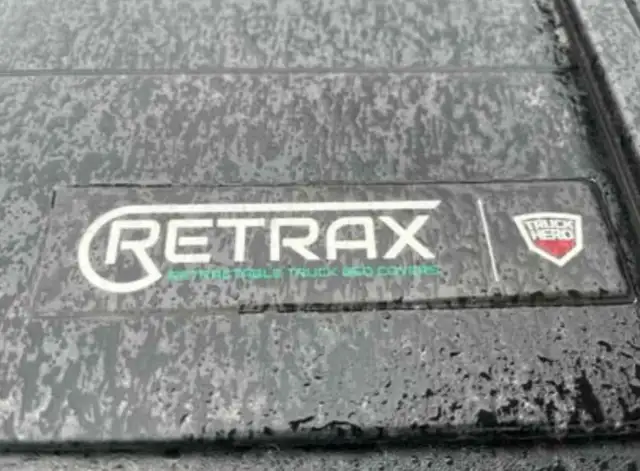 RETRAX
RETRACTABLE TRUCK BED COVERS
TRUCK
HERO